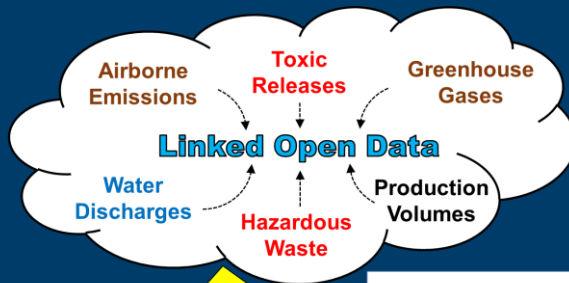 Airborne
Emissions
Toxic
Releases
Greenhouse
Gases
Linked Open Data
Water
Discharges
Hazardous
Waste
Production
Volumes